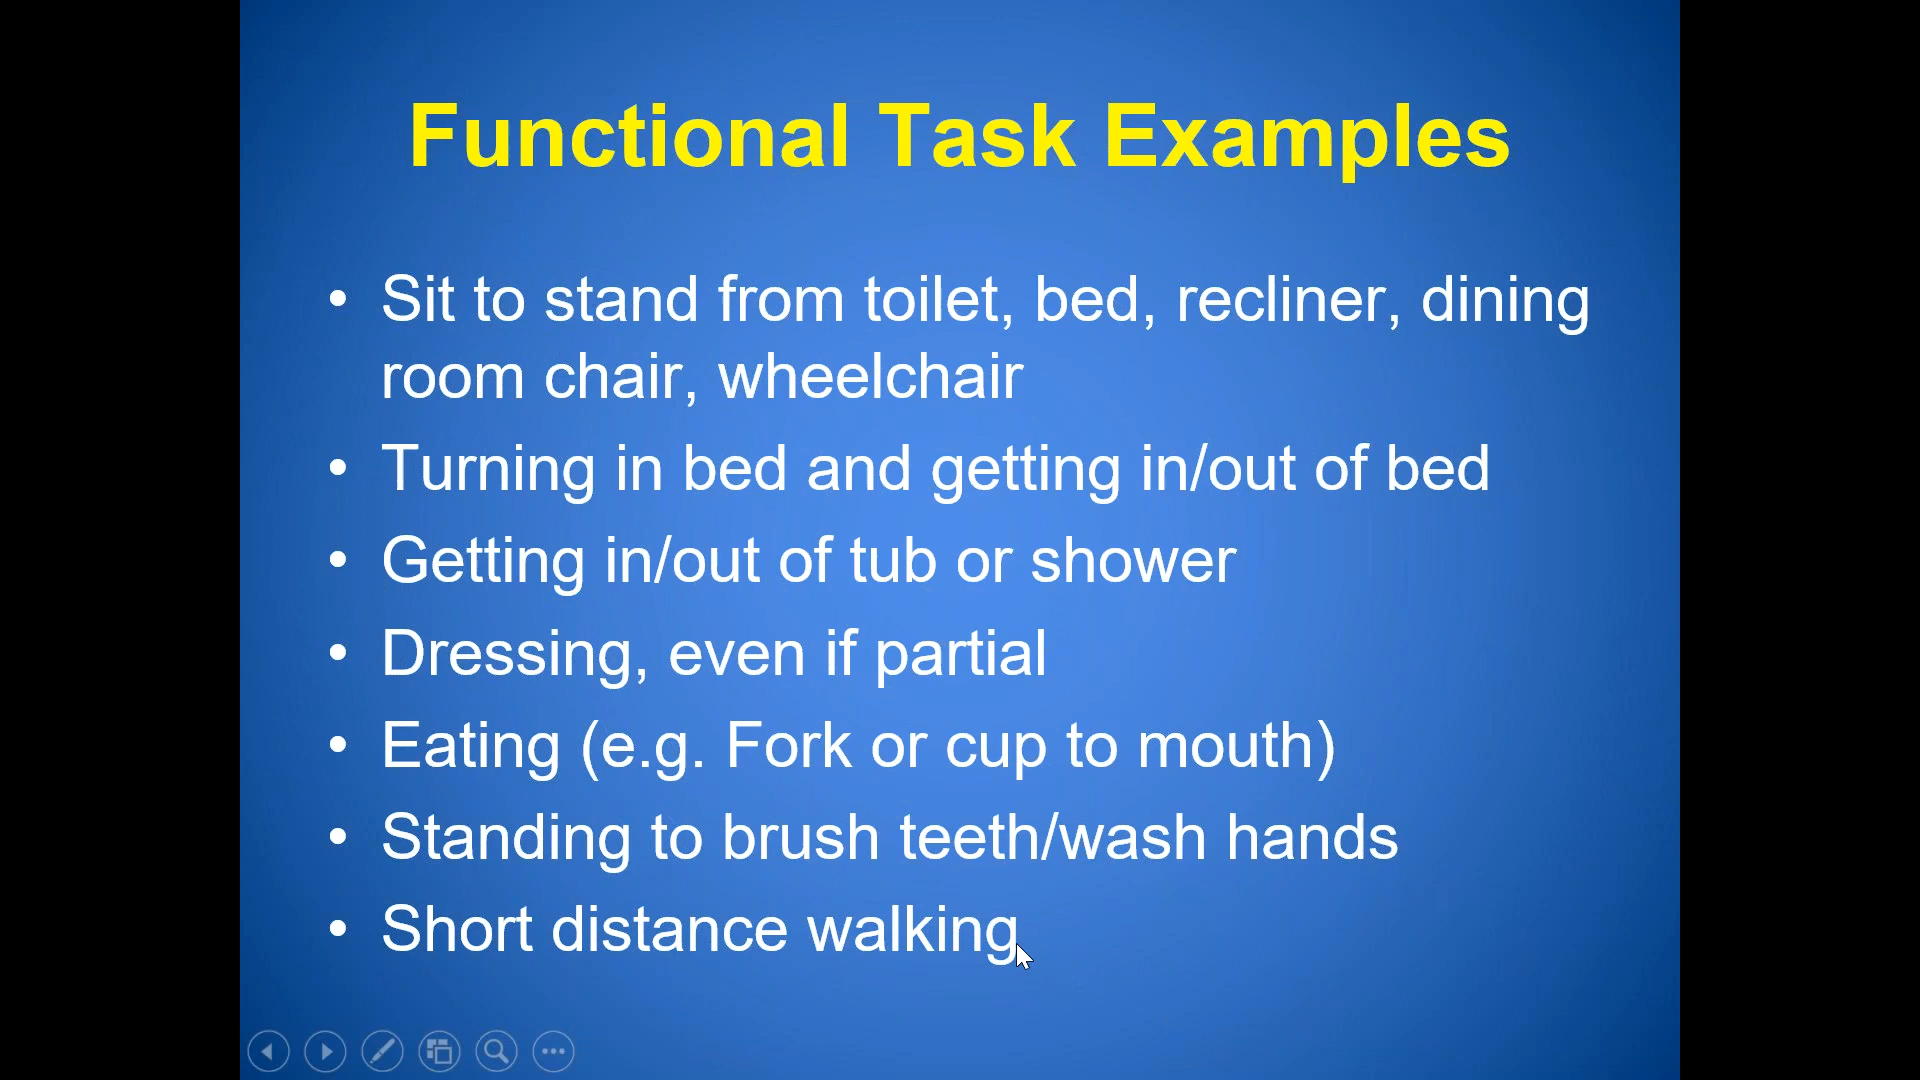 Functional Task Examples
• Sit to stand from toilet, bed, recliner, dining
room chair, wheelchair
• Turning in bed and getting in/out of bed
• Getting in/out of tub or shower
• Dressing, even if partial
• Eating (e.g. Fork or cup to mouth)
• Standing to brush teeth/wash hands
• Short distance walking